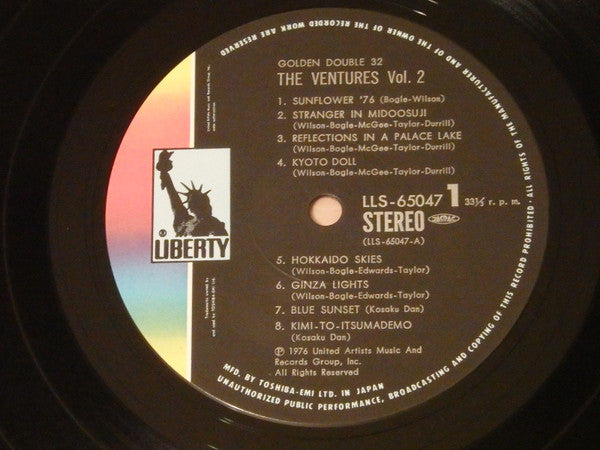 GOLDEN DOUBLE 32
THE VENTURES Vol. 2
1. SUNFLOWER '76 (Bogle-Wilson)
2. STRANGER IN MIDOOSUJI
(Wilson-Bogle-McGee-Taylor-Durrill)
3. REFLECTIONS IN A PALACE LAKE
(Wilson-Bogle-McGee-Taylor-Durrill)
4. KYOTO DOLL
(Wilson-Bogle-McGee-Taylor-Durrill)
LLS-65047 1 33⅓ r. p. m.
STEREO JASRAC
(LLS-65047-A)
LIBERTY
5. HOKKAIDO SKIES
(Wilson-Bogle-Edwards-Taylor)
6. GINZA LIGHTS
(Wilson-Bogle-Edwards-Taylor)
7. BLUE SUNSET (Kosaku Dan)
8. KIMI-TO-ITSUMADEMO
(Kosaku Dan)
Ⓟ 1976 United Artists Music And
Records Group, Inc.
All Rights Reserved
MFD. BY TOSHIBA-EMI LTD. IN JAPAN
ALL RIGHTS OF THE MANUFACTURER AND OF THE OWNER OF THE RECORDED WORK ARE RESERVED
UNAUTHORIZED PUBLIC PERFORMANCE, BROADCASTING AND COPYING OF THIS RECORD PROHIBITED